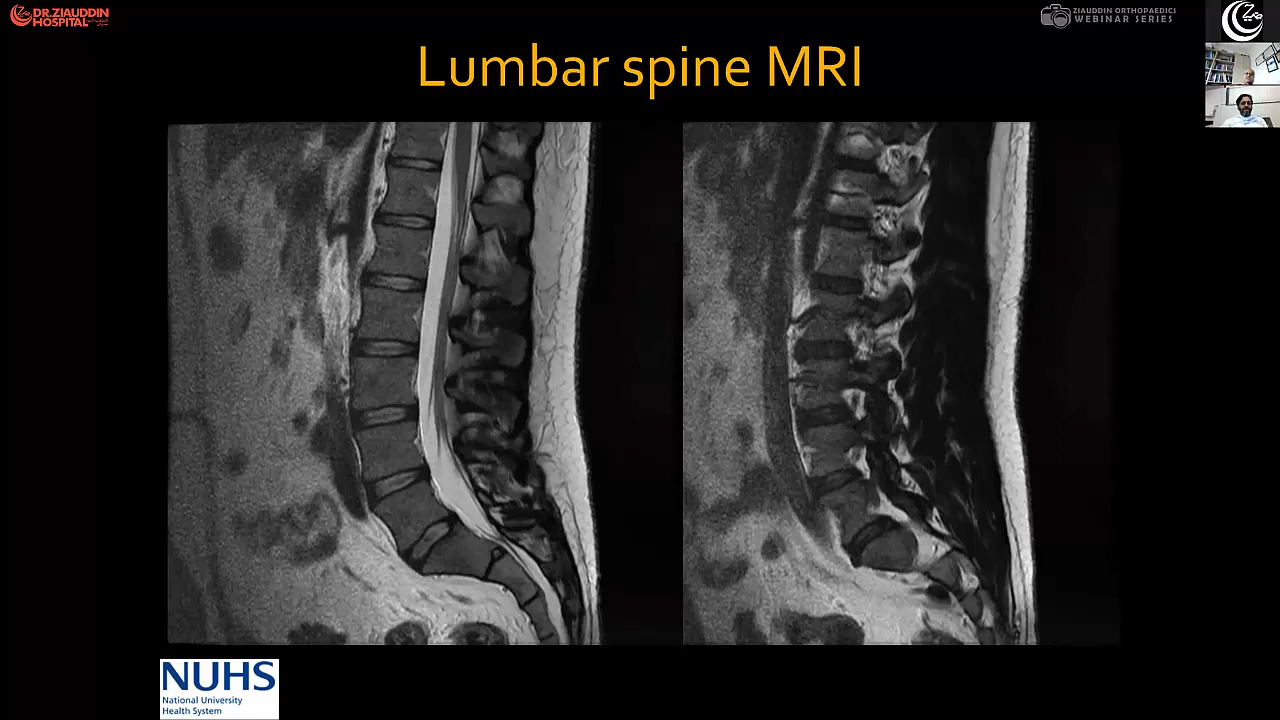 DR.ZIAUDDIN
HOSPITAL
ZIAUDDIN ORTHOPAEDICS
WEBINAR SERIES
Lumbar spine MRI
NUHS
National University
Health System